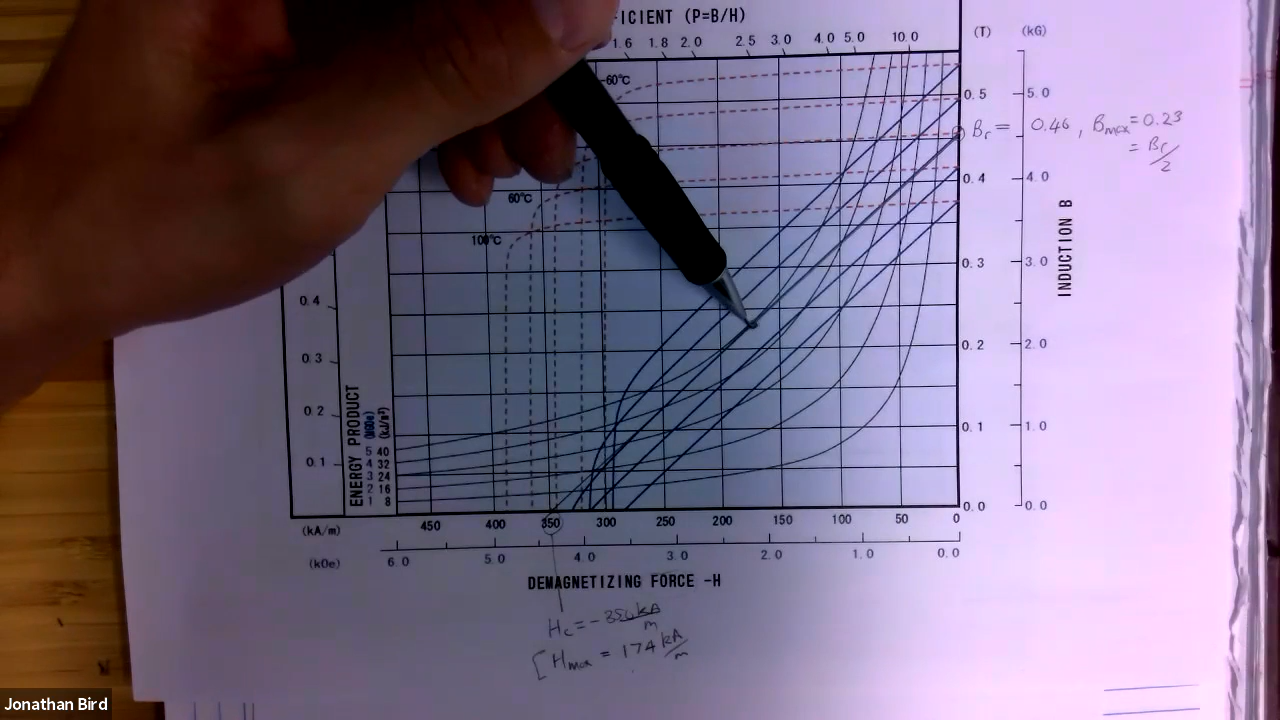 ICIENT (P=B/H)
1.6 1.8 2.0 2.5 3.0 4.0 5.0 10.0
(T) (kG)
-60℃
0.5 5.0
Br = 0.46, Bmax = 0.23
= Br/2
0.4 4.0
60℃
100℃
INDUCTION B
0.3 3.0
0.4
0.3
0.2 2.0
ENERGY PRODUCT
(MGOe) (kJ/m³)
0.2
0.1 1.0
5 40
0.1
4 32
3 24
2 16
1 8
0.0 0.0
(kA/m) 450 400 350 300 250 200 150 100 50 0
(kOe) 6.0 5.0 4.0 3.0 2.0 1.0 0.0
DEMAGNETIZING FORCE -H
Hc = - kA/m
[Hmax = 174 kA/m
Jonathan Bird